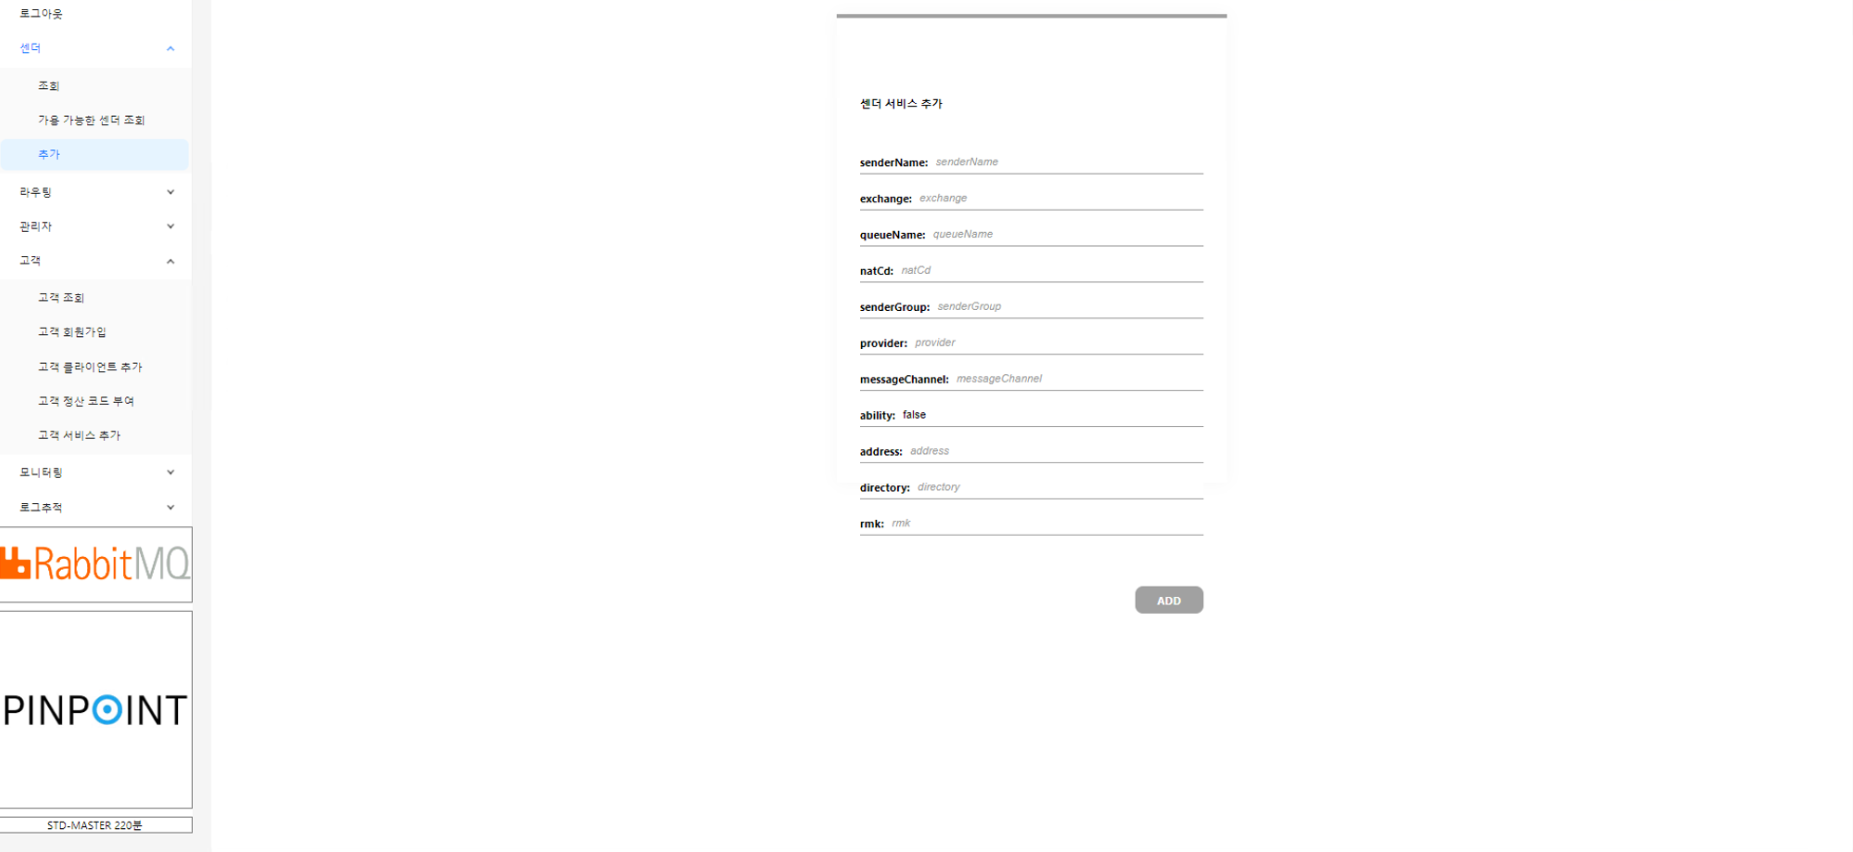 로그아웃
센더
조회
가용 가능한 센더 조회
추가
라우팅
관리자
고객
고객 조회
고객 회원가입
고객 클라이언트 추가
고객 정산 코드 부여
고객 서비스 추가
모니터링
로그추적
RabbitMQ
PINPOINT
STD-MASTER 220분
센더 서비스 추가
senderName: senderName
exchange: exchange
queueName: queueName
natCd: natCd
senderGroup: senderGroup
provider: provider
messageChannel: messageChannel
ability: false
address: address
directory: directory
rmk: rmk
ADD